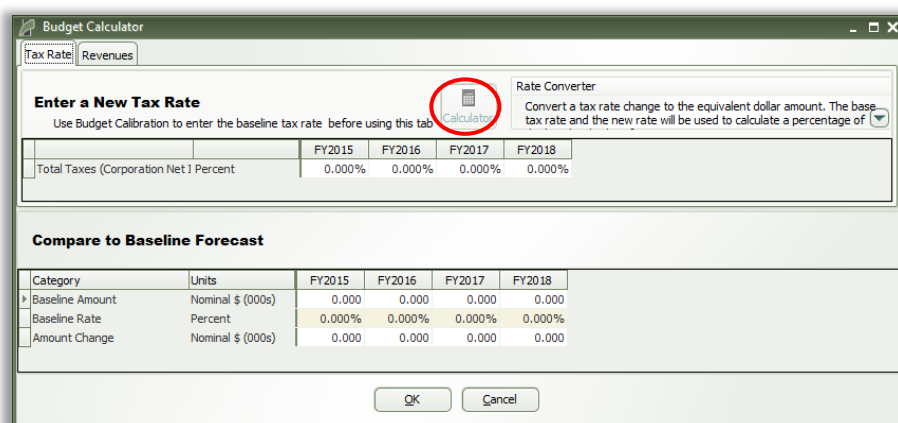 Budget Calculator
Tax Rate Revenues
Enter a New Tax Rate
Use Budget Calibration to enter the baseline tax rate before using this tab
Calculator
Rate Converter
Convert a tax rate change to the equivalent dollar amount. The base
tax rate and the new rate will be used to calculate a percentage of
FY2015 FY2016 FY2017 FY2018
Total Taxes (Corporation Net I Percent 0.000% 0.000% 0.000% 0.000%
Compare to Baseline Forecast
Category Units FY2015 FY2016 FY2017 FY2018
Baseline Amount Nominal $ (000s) 0.000 0.000 0.000 0.000
Baseline Rate Percent 0.000% 0.000% 0.000% 0.000%
Amount Change Nominal $ (000s) 0.000 0.000 0.000 0.000
OK Cancel